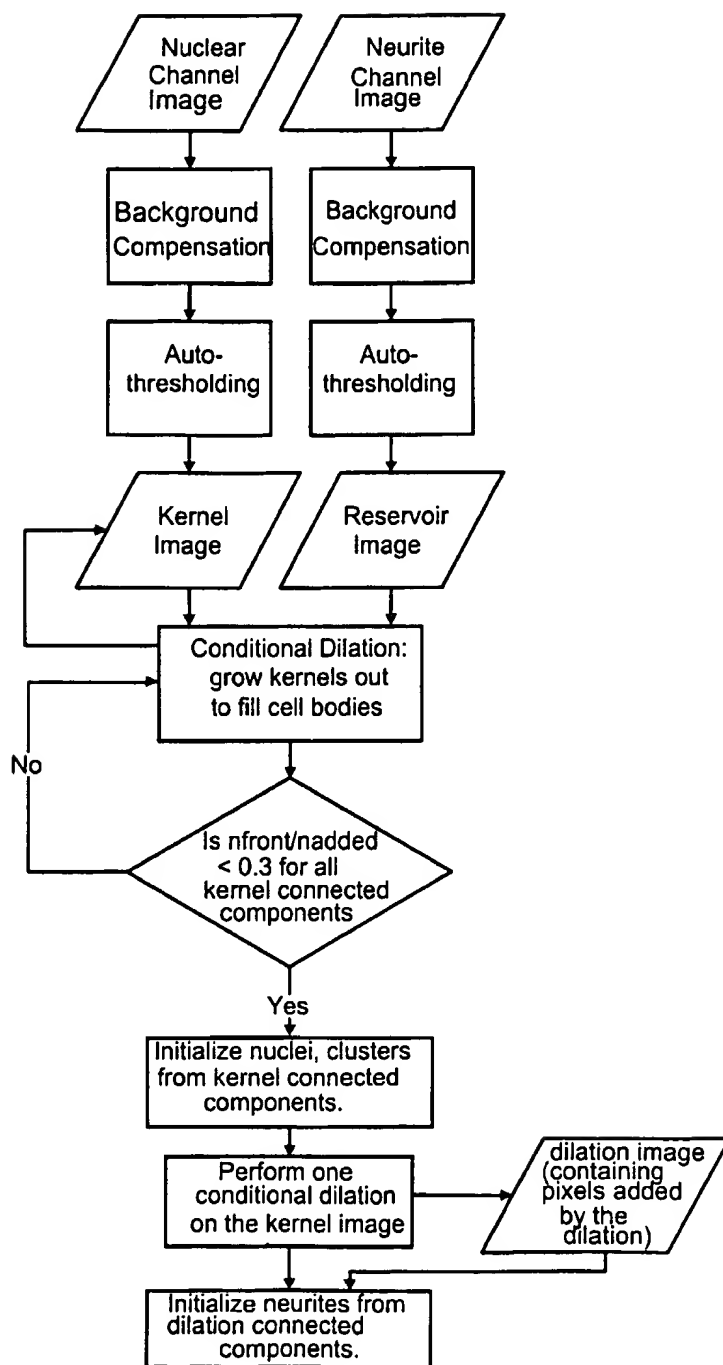 Nuclear
Channel
Image
Neurite
Channel
Image
Background
Compensation
Background
Compensation
Auto-
thresholding
Auto-
thresholding
Kernel
Image
Reservoir
Image
Conditional Dilation:
grow kernels out
to fill cell bodies
No
Is nfront/nadded
< 0.3 for all
kernel connected
components
Yes
Initialize nuclei, clusters
from kernel connected
components.
Perform one
conditional dilation
on the kernel image
dilation image
(containing
pixels added
by the
dilation)
Initialize neurites from
dilation connected
components.